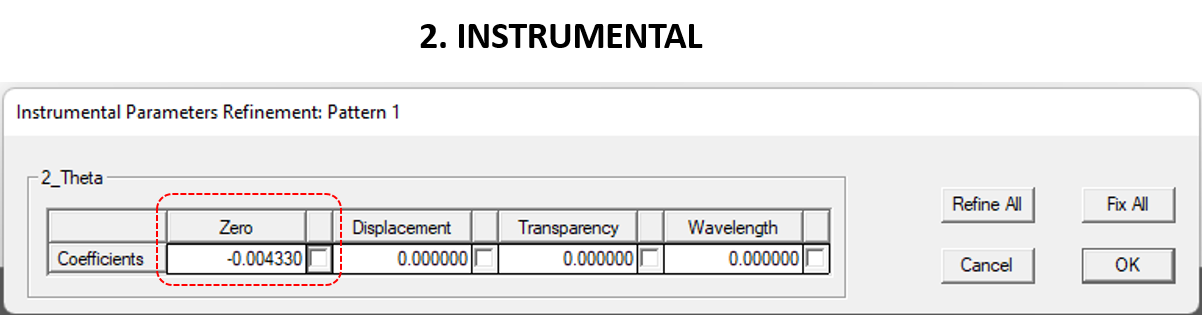 2. INSTRUMENTAL
Instrumental Parameters Refinement: Pattern 1
2_Theta
Refine All Fix All
Zero Displacement Transparency Wavelength
Coefficients -0.004330 0.000000 0.000000 0.000000
Cancel OK